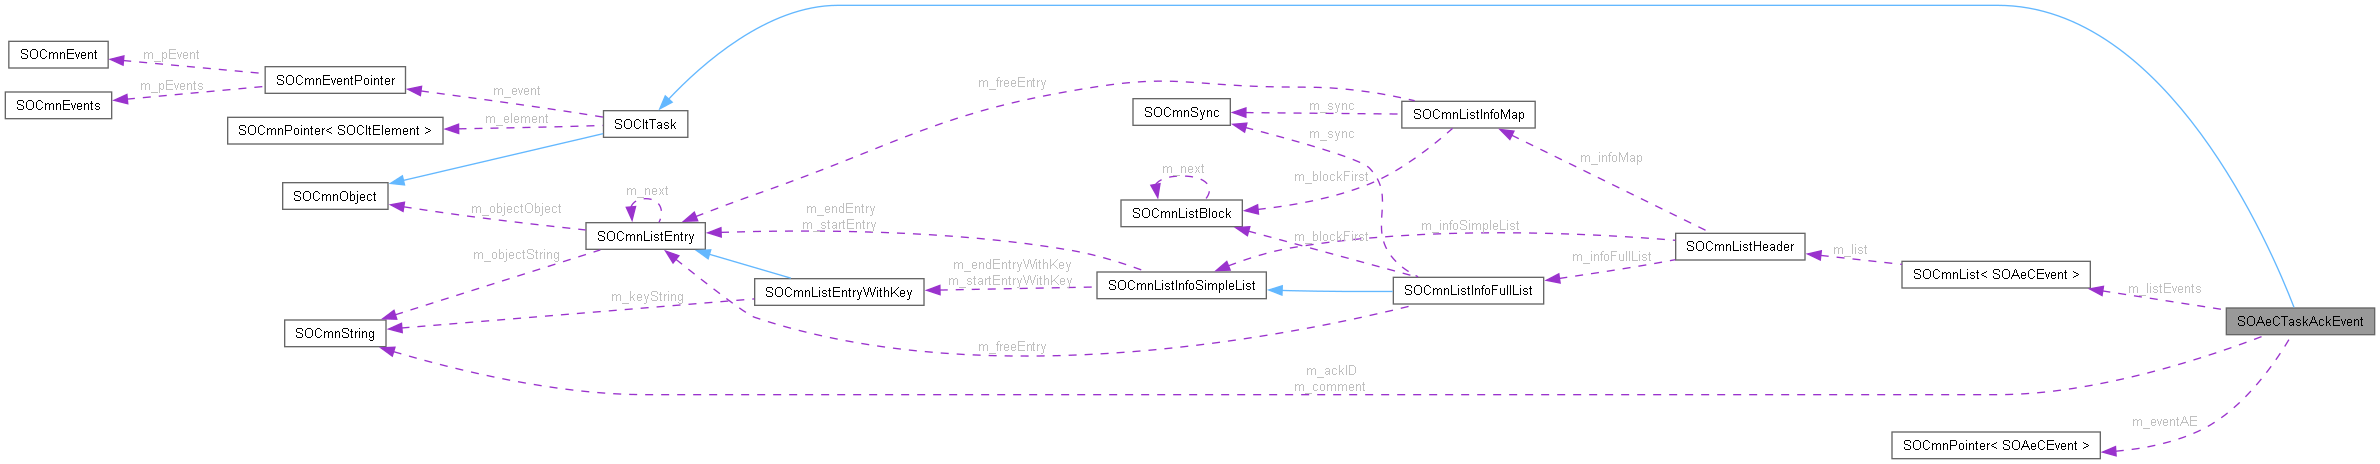 SOCmnEvent
m_pEvent
SOCmnEventPointer
m_pEvents
SOCmnEvents
m_event
m_element
SOCmnPointer< SOCltElement >
SOCltTask
SOCmnObject
m_objectObject
m_next
SOCmnListEntry
m_objectString
SOCmnString
m_keyString
SOCmnListEntryWithKey
m_freeEntry
m_endEntry
m_startEntry
m_endEntryWithKey
m_startEntryWithKey
m_freeEntry
SOCmnSync
m_next
SOCmnListBlock
SOCmnListInfoSimpleList
m_sync
m_sync
m_blockFirst
m_blockFirst
m_ackID
m_comment
SOCmnListInfoMap
m_infoSimpleList
SOCmnListInfoFullList
m_infoMap
m_infoFullList
SOCmnListHeader
m_list
SOCmnList< SOAeCEvent >
m_listEvents
SOAeCTaskAckEvent
m_eventAE
SOCmnPointer< SOAeCEvent >